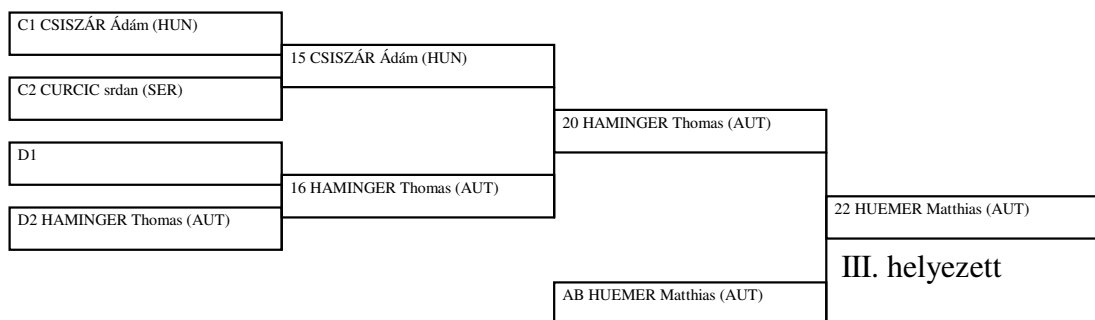 C1 CSISZÁR Ádám (HUN)
15 CSISZÁR Ádám (HUN)
C2 CURCIC srdan (SER)
20 HAMINGER Thomas (AUT)
D1
16 HAMINGER Thomas (AUT)
D2 HAMINGER Thomas (AUT)
22 HUEMER Matthias (AUT)
III. helyezett
AB HUEMER Matthias (AUT)